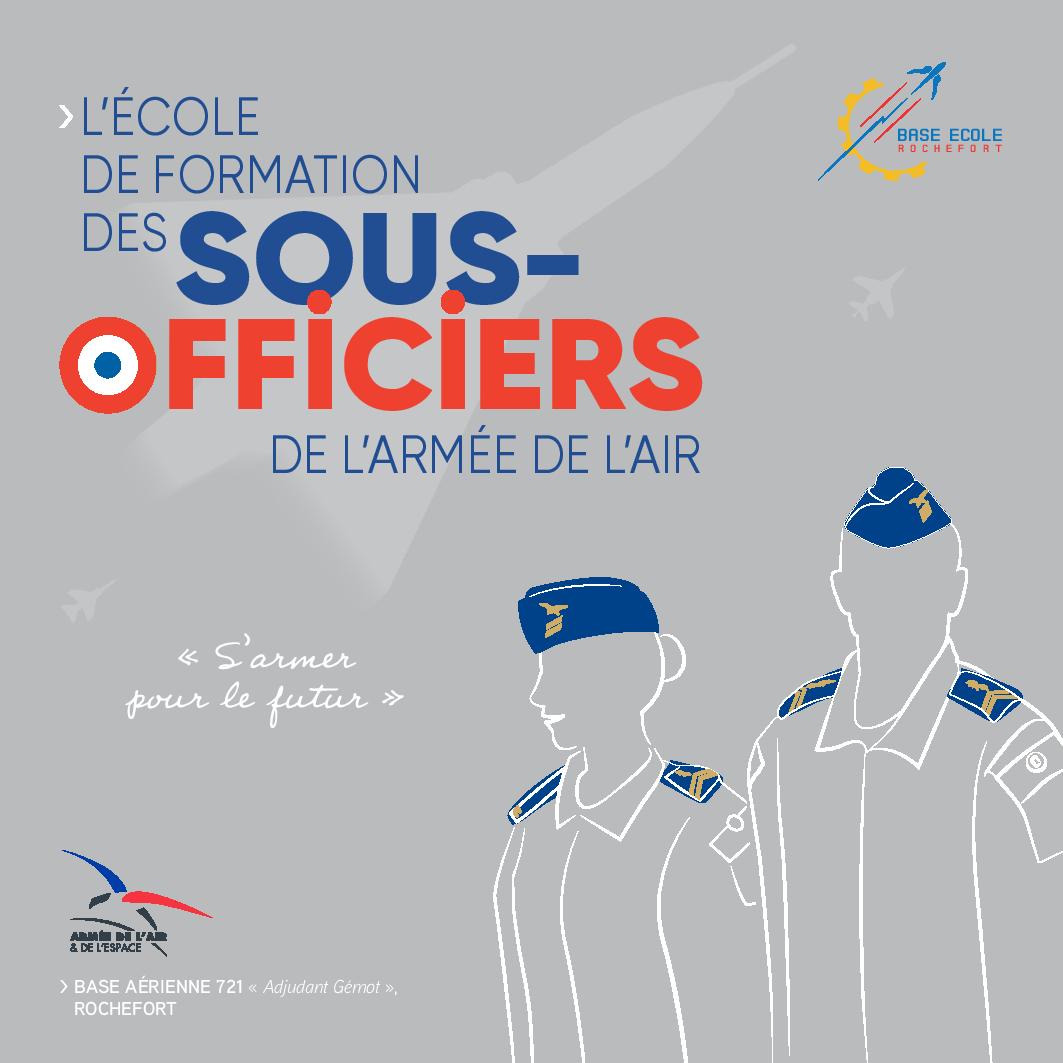 › L'ÉCOLE
DE FORMATION
DES SOUS-
OFFICIERS
DE L'ARMÉE DE L'AIR
BASE ECOLE
ROCHEFORT
« S'armer
pour le futur »
ARMÉE DE L'AIR
& DE L'ESPACE
› BASE AÉRIENNE 721 « Adjudant Gémot »,
ROCHEFORT